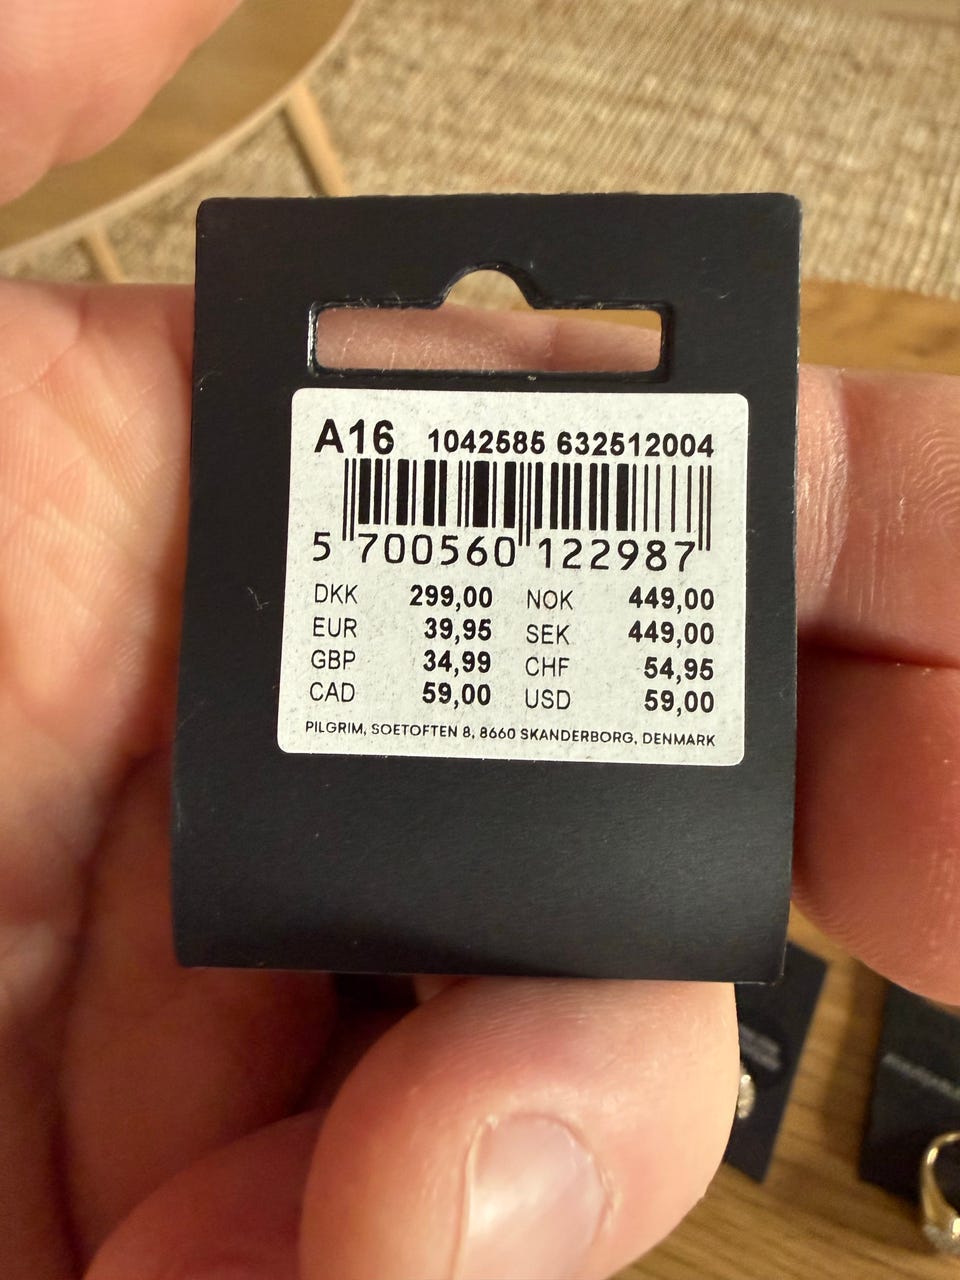 A16 1042585 632512004
5 700560 122987
DKK 299,00 NOK 449,00
EUR 39,95 SEK 449,00
GBP 34,99 CHF 54,95
CAD 59,00 USD 59,00
PILGRIM, SOETOFTEN 8, 8660 SKANDERBORG, DENMARK